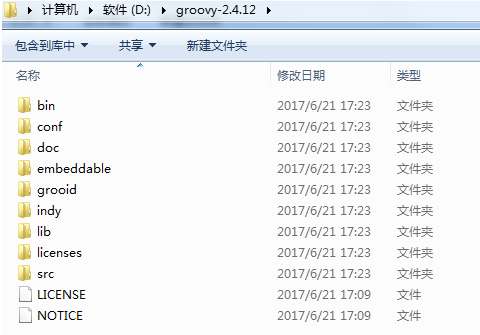 计算机 ▸ 软件 (D:) ▸ groovy-2.4.12 ▸
包含到库中 ▼ 共享 ▼ 新建文件夹
名称 修改日期 类型
bin 2017/6/21 17:23 文件夹
conf 2017/6/21 17:23 文件夹
doc 2017/6/21 17:23 文件夹
embeddable 2017/6/21 17:23 文件夹
grooid 2017/6/21 17:23 文件夹
indy 2017/6/21 17:23 文件夹
lib 2017/6/21 17:23 文件夹
licenses 2017/6/21 17:23 文件夹
src 2017/6/21 17:23 文件夹
LICENSE 2017/6/21 17:09 文件
NOTICE 2017/6/21 17:09 文件